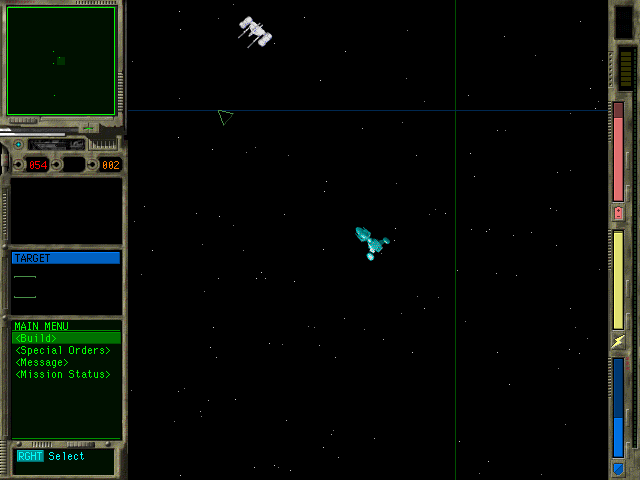 054 002
TARGET
MAIN MENU
<Build>
<Special Orders>
<Message>
<Mission Status>
RGHT Select